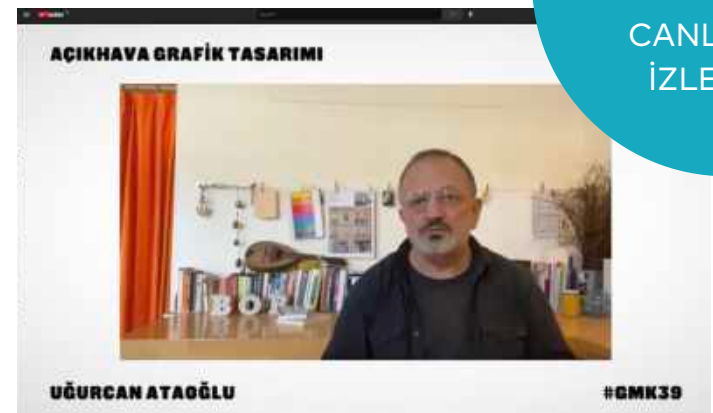 AÇIKHAVA GRAFİK TASARIMI
CANL
İZLE
BOR
UĞURCAN ATAOĞLU
#GMK39